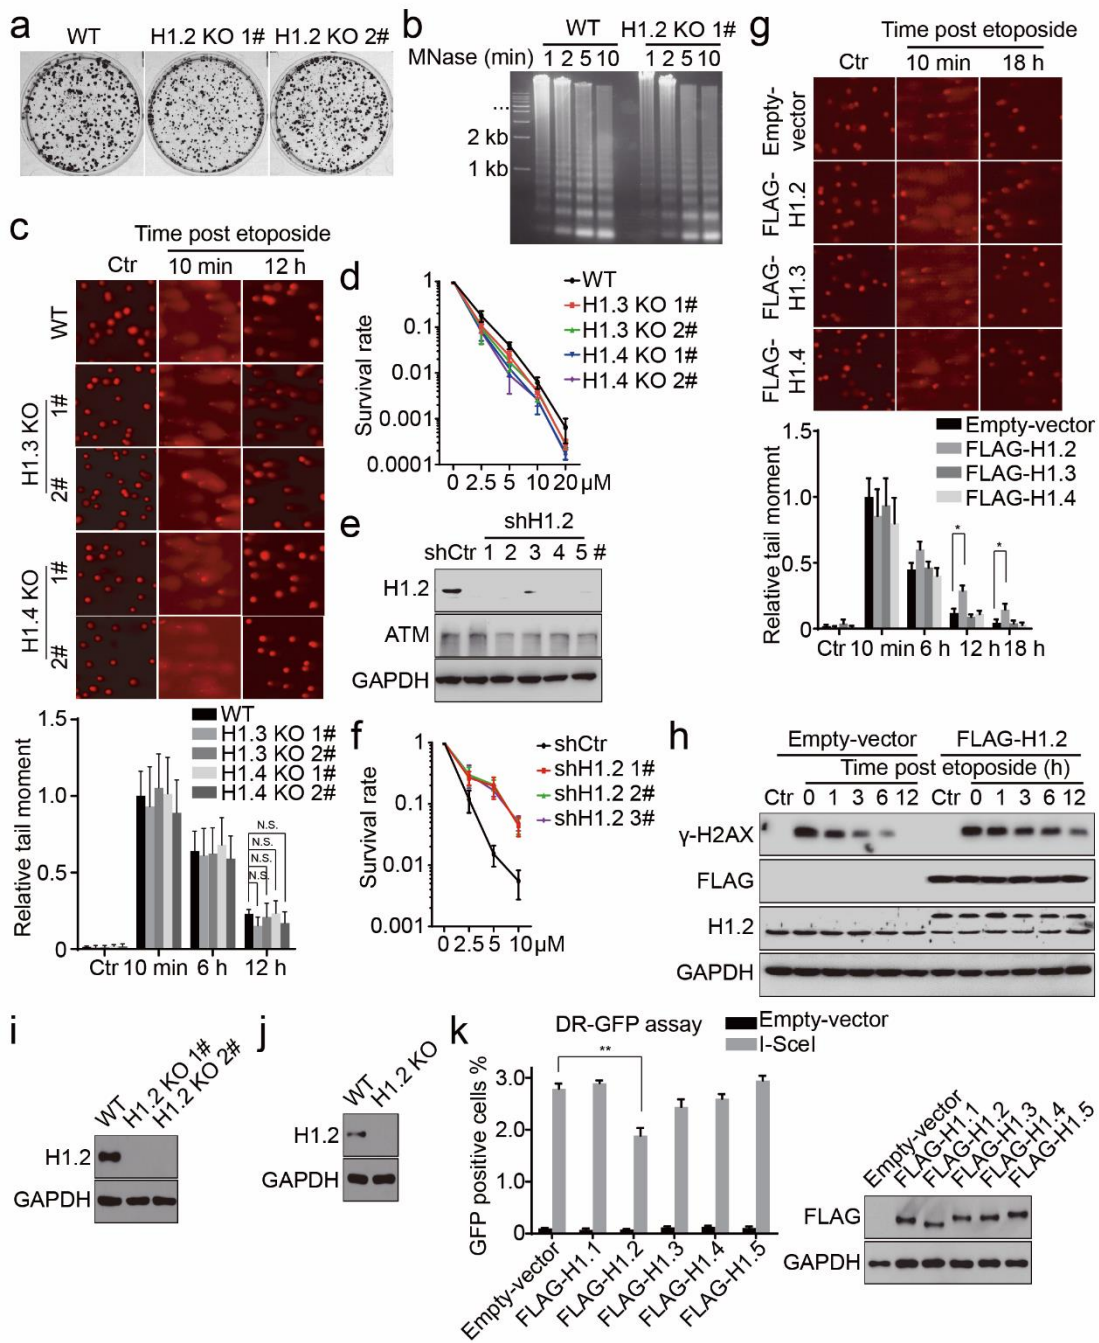 a
WT
H1.2 KO 1#
H1.2 KO 2#
b
WT
H1.2 KO 1#
MNase (min)
1 2 5 10
1 2 5 10
...
2 kb
1 kb
c
Time post etoposide
Ctr
10 min
12 h
WT
H1.3 KO
1#
2#
H1.4 KO
1#
2#
Relative tail moment
1.5
1.0
0.5
0
WT
H1.3 KO 1#
H1.3 KO 2#
H1.4 KO 1#
H1.4 KO 2#
N.S.
N.S.
N.S.
N.S.
Ctr 10 min 6 h 12 h
d
Survival rate
1
0.1
0.01
0.001
0.0001
0 2.5 5 10 20 μM
WT
H1.3 KO 1#
H1.3 KO 2#
H1.4 KO 1#
H1.4 KO 2#
e
shH1.2
shCtr 1 2 3 4 5 #
H1.2
ATM
GAPDH
f
Survival rate
1
0.1
0.01
0.001
0 2.5 5 10 μM
shCtr
shH1.2 1#
shH1.2 2#
shH1.2 3#
g
Time post etoposide
Ctr
10 min
18 h
Empty-
vector
FLAG-
H1.2
FLAG-
H1.3
FLAG-
H1.4
Relative tail moment
1.5
1.0
0.5
0
Empty-vector
FLAG-H1.2
FLAG-H1.3
FLAG-H1.4
*
*
Ctr 10 min 6 h 12 h 18 h
h
Empty-vector
FLAG-H1.2
Time post etoposide (h)
Ctr 0 1 3 6 12 Ctr 0 1 3 6 12
γ-H2AX
FLAG
H1.2
GAPDH
i
WT
H1.2 KO 1#
H1.2 KO 2#
H1.2
GAPDH
j
WT
H1.2 KO
H1.2
GAPDH
k
DR-GFP assay
Empty-vector
I-SceI
**
GFP positive cells %
3.0
2.0
1.0
0
Empty-vector
FLAG-H1.1
FLAG-H1.2
FLAG-H1.3
FLAG-H1.4
FLAG-H1.5
Empty-vector
FLAG-H1.1
FLAG-H1.2
FLAG-H1.3
FLAG-H1.4
FLAG-H1.5
FLAG
GAPDH